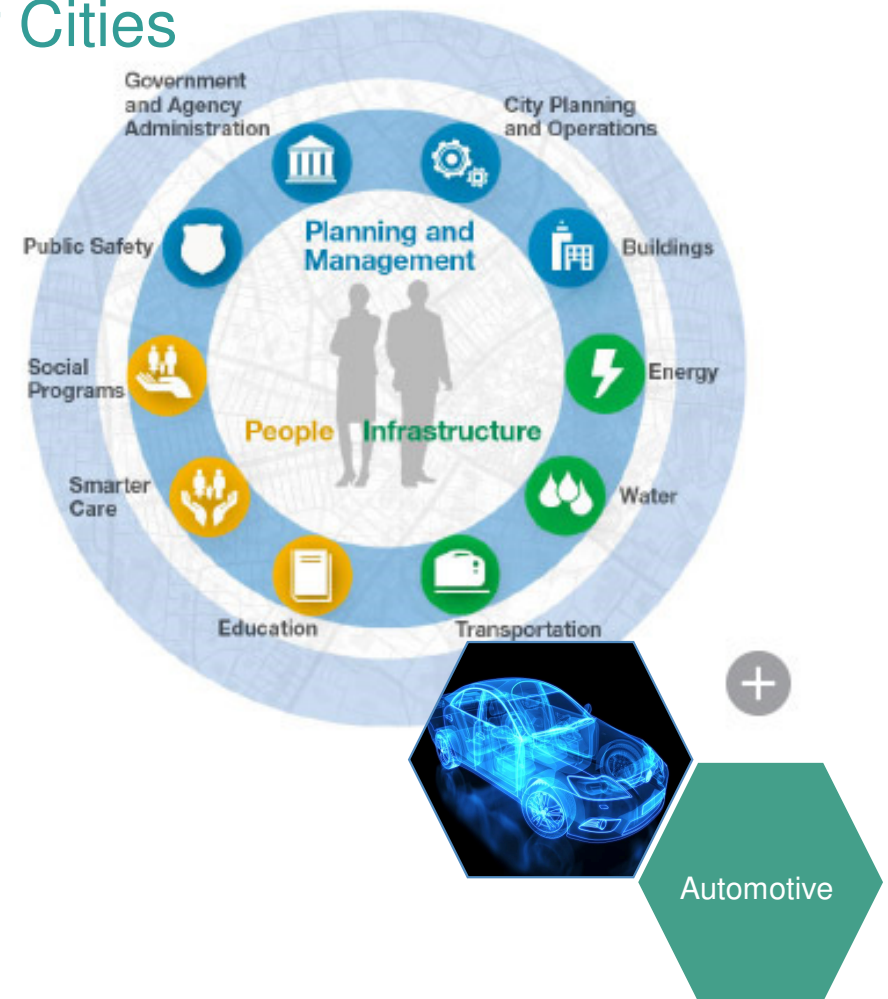 Cities
Government
and Agency
Administration
City Planning
and Operations
Public Safety
Planning and
Management
Buildings
Social
Programs
Energy
People
Infrastructure
Smarter
Care
Water
Education
Transportation
Automotive